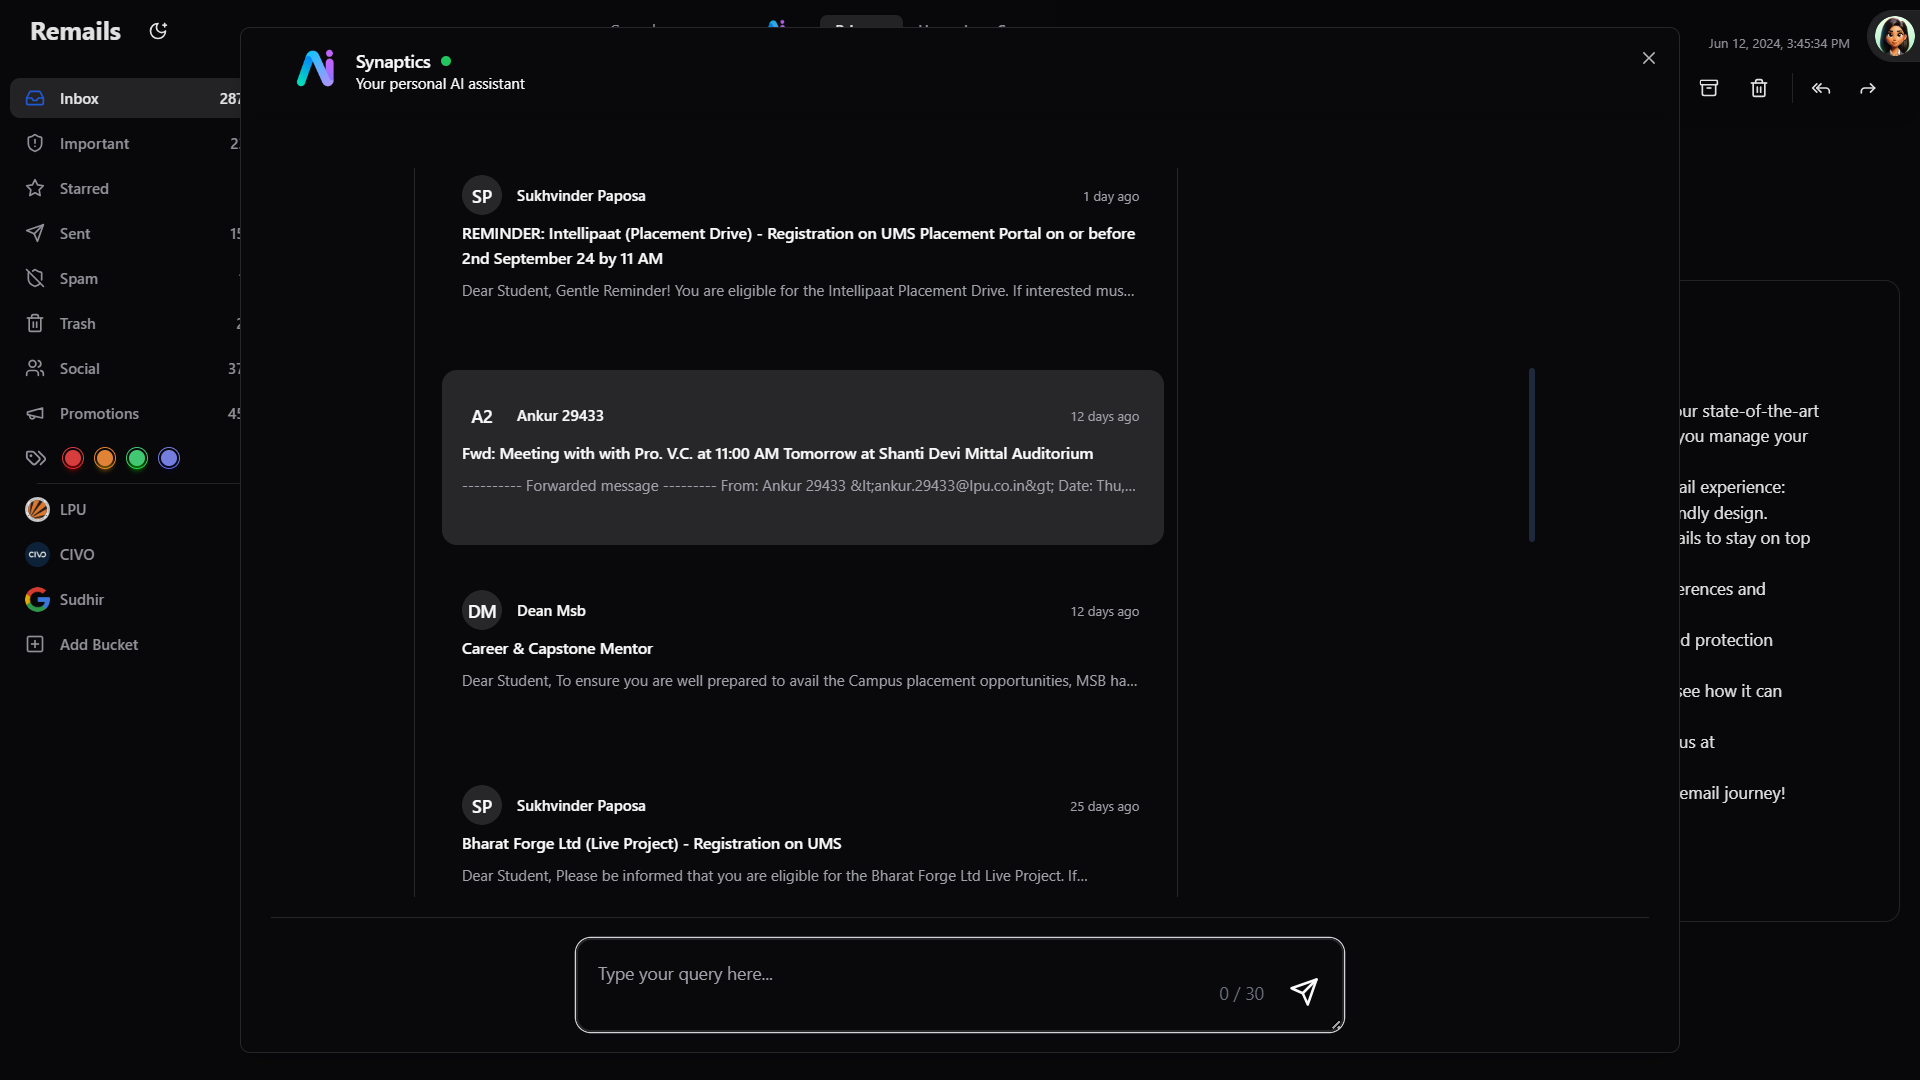 Remails
Inbox 287
Important
Starred
Sent 15
Spam
Trash
Social 37
Promotions 45
LPU
CIVO
CIVO
Sudhir
Add Bucket
Synaptics
Your personal AI assistant
SP Sukhvinder Paposa 1 day ago
REMINDER: Intellipaat (Placement Drive) - Registration on UMS Placement Portal on or before
2nd September 24 by 11 AM
Dear Student, Gentle Reminder! You are eligible for the Intellipaat Placement Drive. If interested mus...
A2 Ankur 29433 12 days ago
Fwd: Meeting with with Pro. V.C. at 11:00 AM Tomorrow at Shanti Devi Mittal Auditorium
---------- Forwarded message --------- From: Ankur 29433 &lt;ankur.29433@lpu.co.in&gt; Date: Thu,...
DM Dean Msb 12 days ago
Career & Capstone Mentor
Dear Student, To ensure you are well prepared to avail the Campus placement opportunities, MSB ha...
SP Sukhvinder Paposa 25 days ago
Bharat Forge Ltd (Live Project) - Registration on UMS
Dear Student, Please be informed that you are eligible for the Bharat Forge Ltd Live Project. If...
Type your query here...
0 / 30
Jun 12, 2024, 3:45:34 PM
our state-of-the-art
you manage your
ail experience:
ndly design.
ails to stay on top
erences and
d protection
see how it can
us at
email journey!